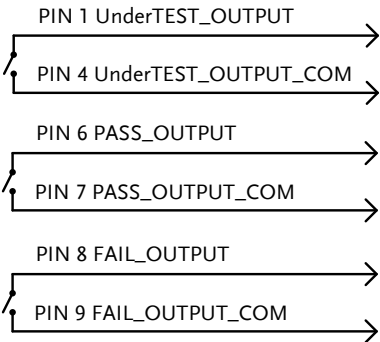 PIN 1 UnderTEST_OUTPUT
PIN 4 UnderTEST_OUTPUT_COM
PIN 6 PASS_OUTPUT
PIN 7 PASS_OUTPUT_COM
PIN 8 FAIL_OUTPUT
PIN 9 FAIL_OUTPUT_COM